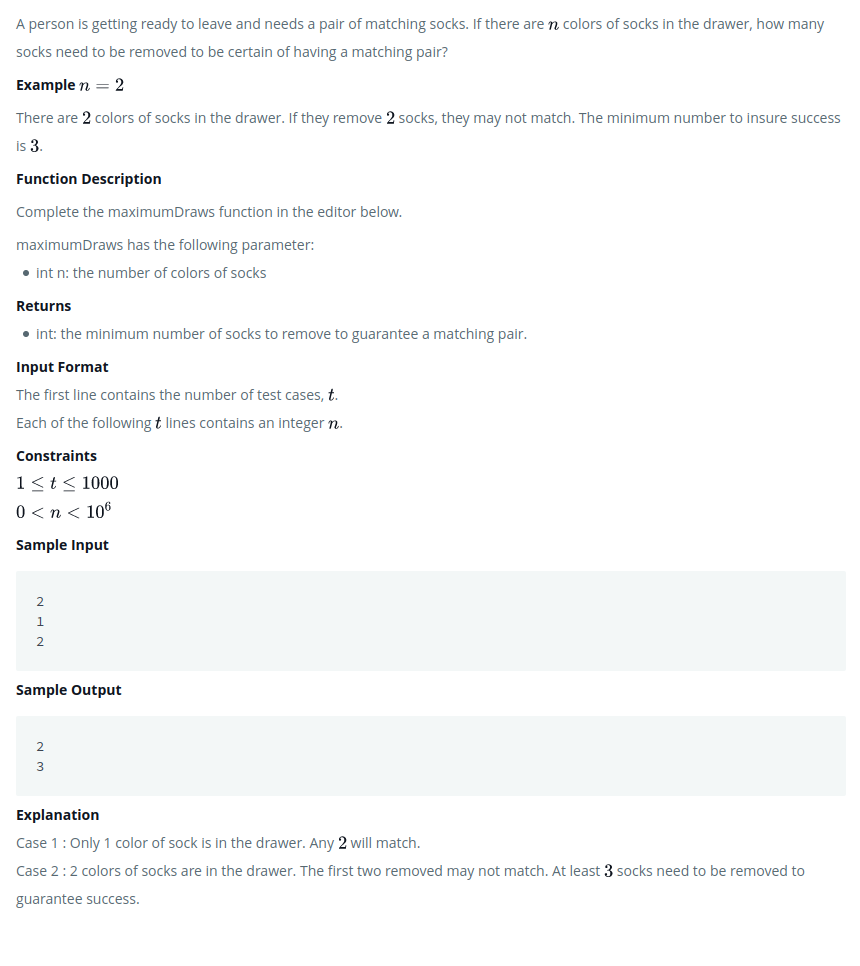 A person is getting ready to leave and needs a pair of matching socks. If there are n colors of socks in the drawer, how many
socks need to be removed to be certain of having a matching pair?
Example n = 2
There are 2 colors of socks in the drawer. If they remove 2 socks, they may not match. The minimum number to insure success
is 3.
Function Description
Complete the maximumDraws function in the editor below.
maximumDraws has the following parameter:
• int n: the number of colors of socks
Returns
• int: the minimum number of socks to remove to guarantee a matching pair.
Input Format
The first line contains the number of test cases, t.
Each of the following t lines contains an integer n.
Constraints
1 ≤ t ≤ 1000
0 < n < 10⁶
Sample Input
2
1
2
Sample Output
2
3
Explanation
Case 1 : Only 1 color of sock is in the drawer. Any 2 will match.
Case 2 : 2 colors of socks are in the drawer. The first two removed may not match. At least 3 socks need to be removed to
guarantee success.